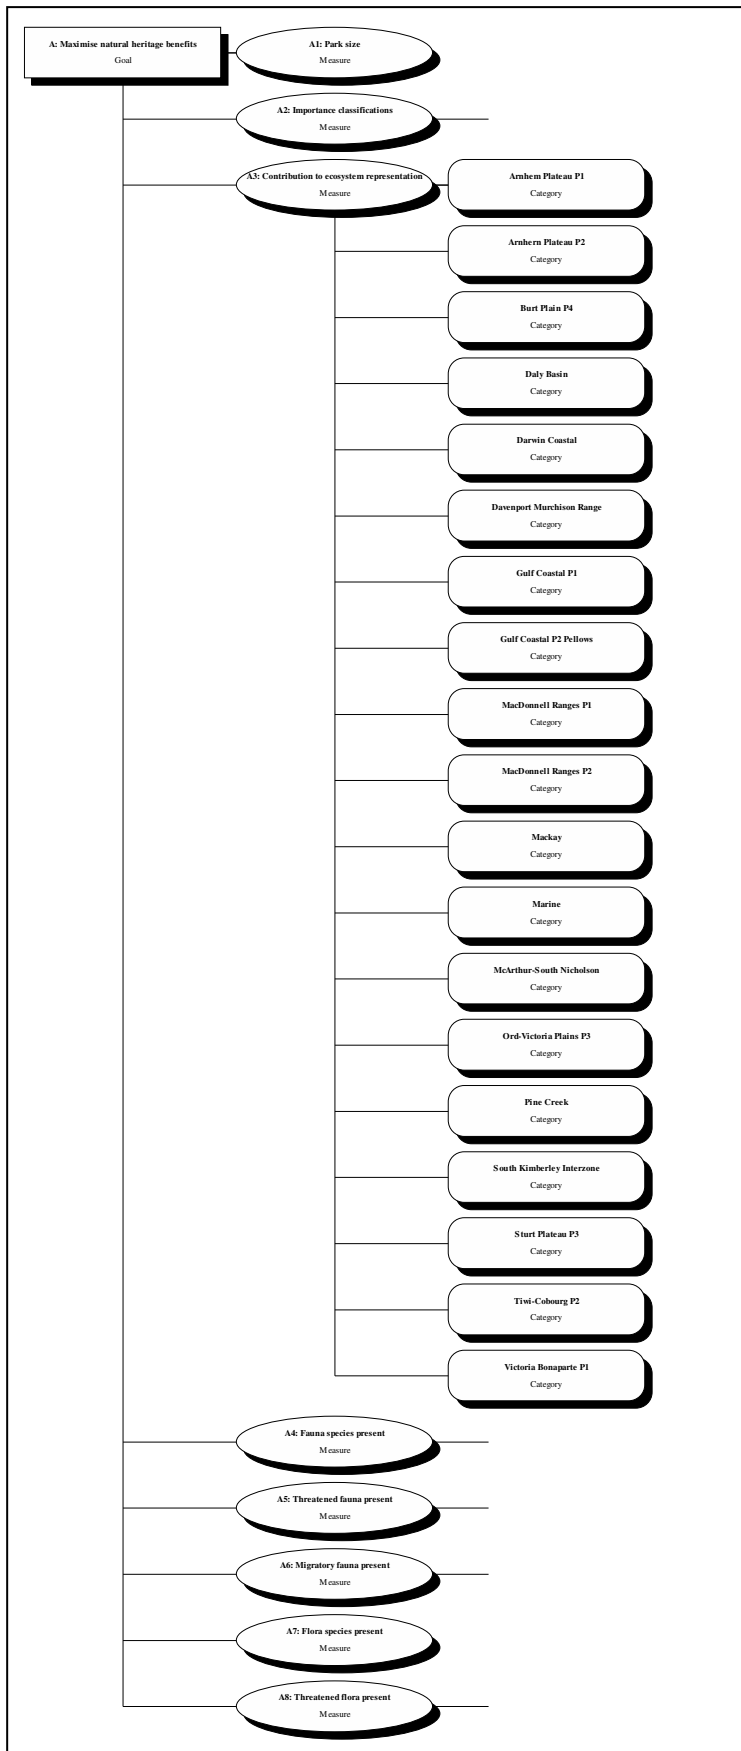 A: Maximise natural heritage benefits
Goal
A1: Park size
Measure
A2: Importance classifications
Measure
A3: Contribution to ecosystem representation
Measure
Arnhem Plateau P1
Category
Arnhern Plateau P2
Category
Burt Plain P4
Category
Daly Basin
Category
Darwin Coastal
Category
Davenport Murchison Range
Category
Gulf Coastal P1
Category
Gulf Coastal P2 Pellows
Category
MacDonnell Ranges P1
Category
MacDonnell Ranges P2
Category
Mackay
Category
Marine
Category
McArthur-South Nicholson
Category
Ord-Victoria Plains P3
Category
Pine Creek
Category
South Kimberley Interzone
Category
Sturt Plateau P3
Category
Tiwi-Cobourg P2
Category
Victoria Bonaparte P1
Category
A4: Fauna species present
Measure
A5: Threatened fauna present
Measure
A6: Migratory fauna present
Measure
A7: Flora species present
Measure
A8: Threatened flora present
Measure